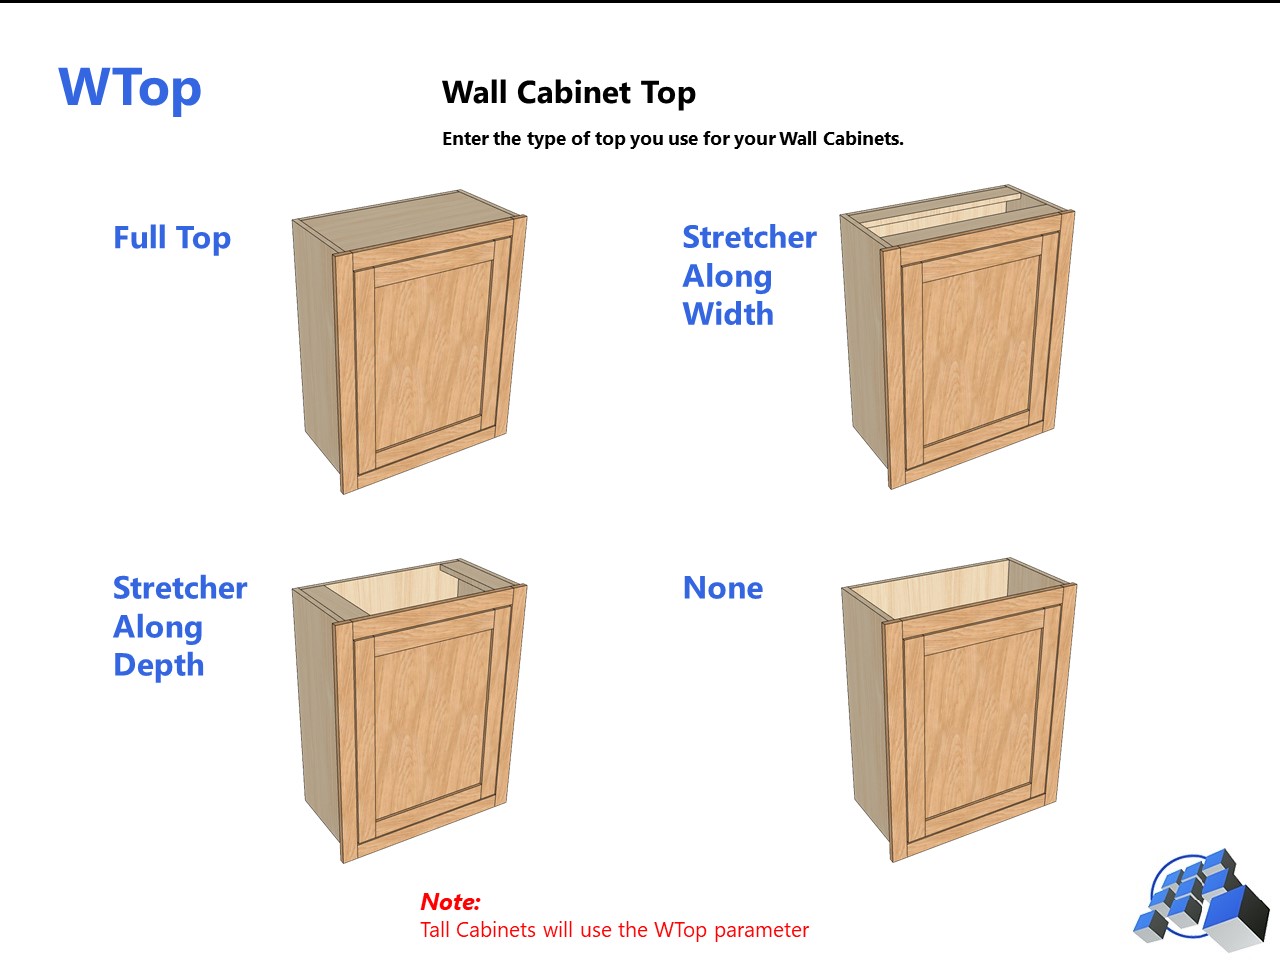 WTop
Wall Cabinet Top
Enter the type of top you use for your Wall Cabinets.
Full Top
Stretcher
Along
Width
Stretcher
Along
Depth
None
Note:
Tall Cabinets will use the WTop parameter